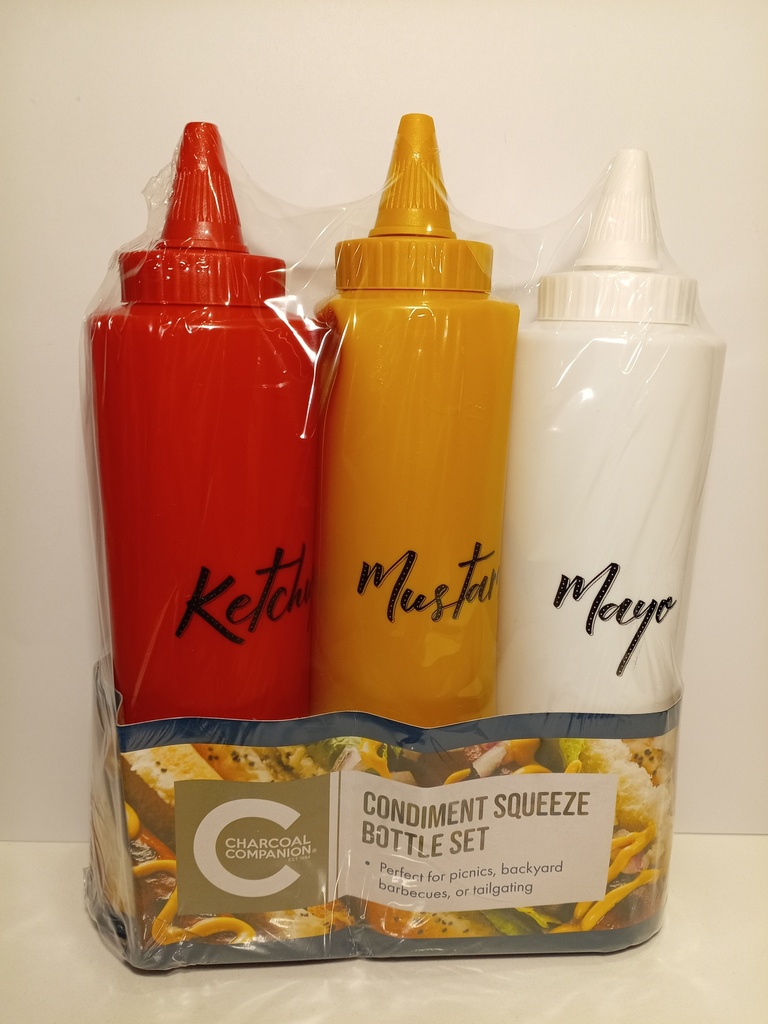 Ketchu
Mustar
Mayo
CHARCOAL
COMPANION®
CONDIMENT SQUEEZE
BOTTLE SET
• Perfect for picnics, backyard
barbecues, or tailgating